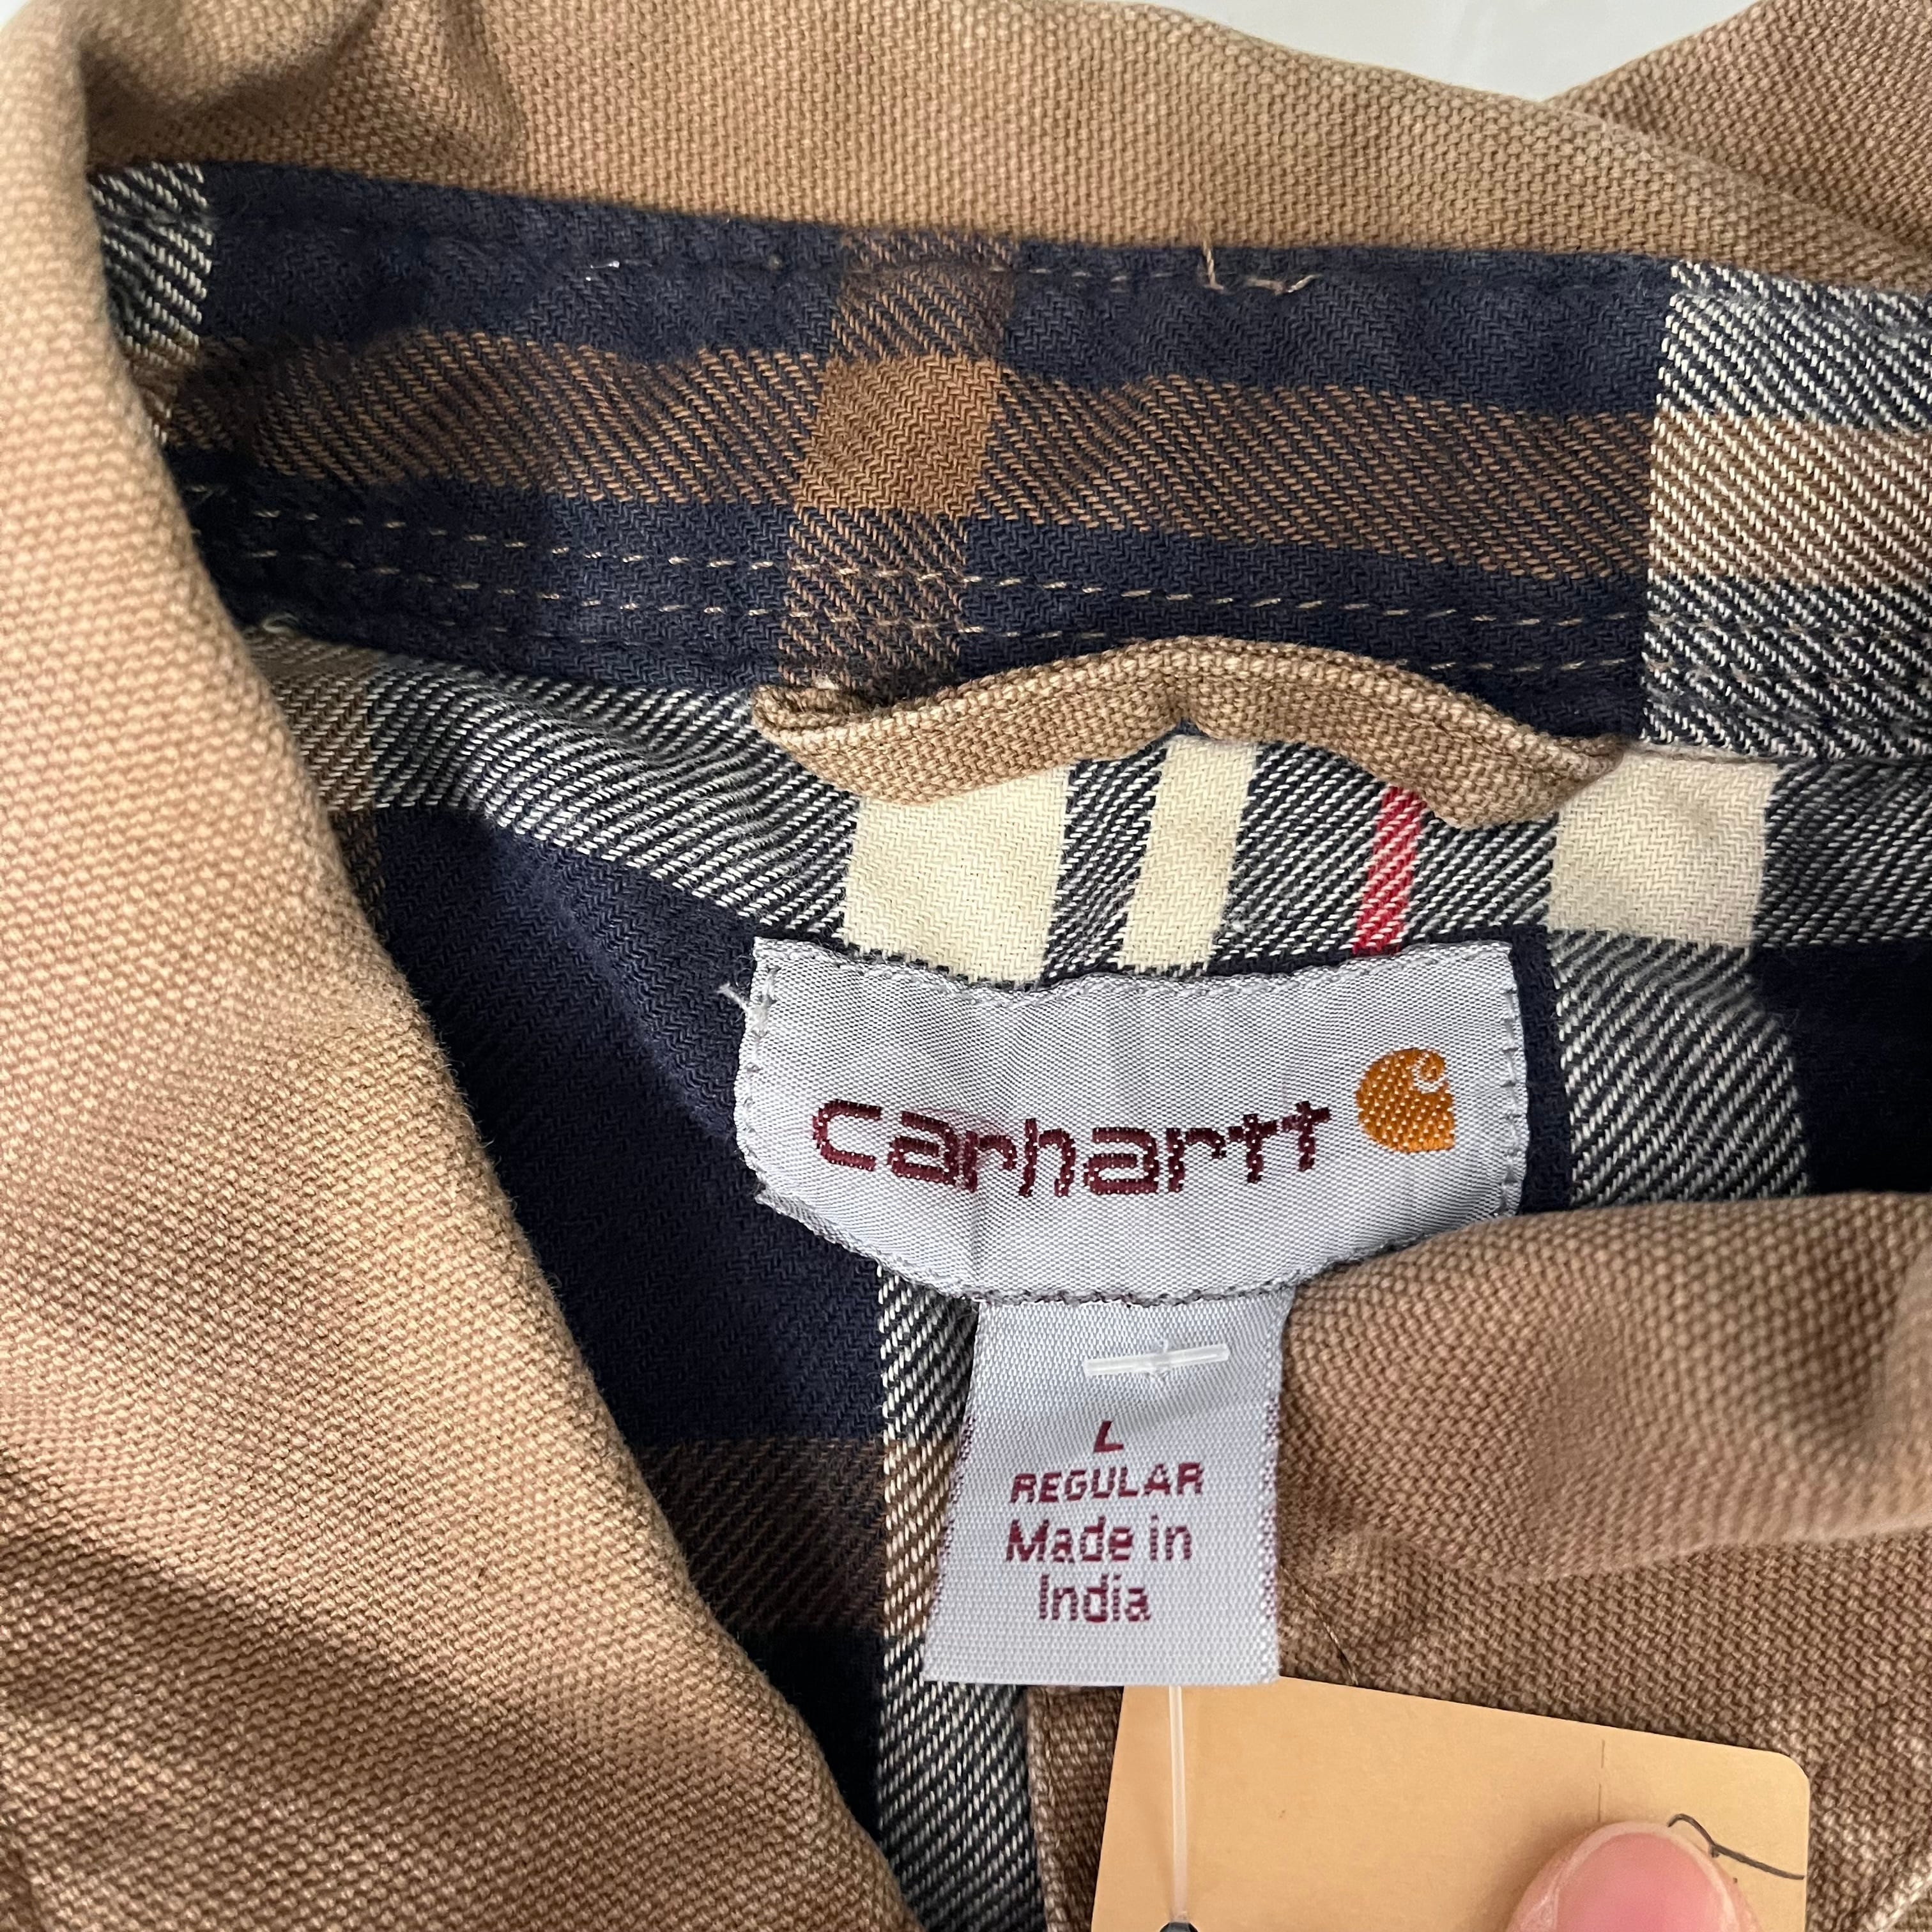 carhartt
L
REGULAR
Made in
India